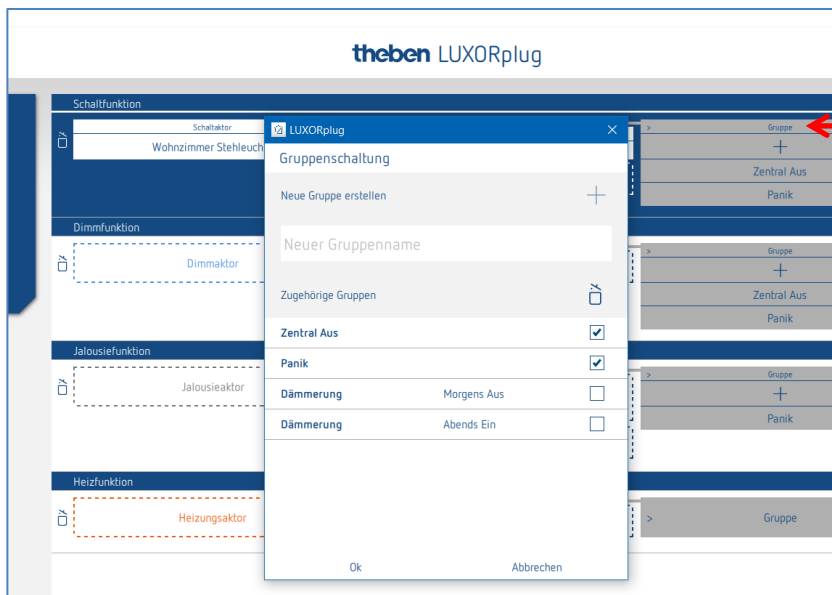 theben LUXORplug
Schaltfunktion
Schaltaktor
Wohnzimmer Stehleuch
> Gruppe
+
Zentral Aus
Panik
Dimmfunktion
Dimmaktor
> Gruppe
+
Zentral Aus
Panik
Jalousiefunktion
Jalousieaktor
> Gruppe
+
Panik
Heizfunktion
Heizungsaktor
> Gruppe
LUXORplug
Gruppenschaltung
Neue Gruppe erstellen
Neuer Gruppenname
Zugehörige Gruppen
Zentral Aus
Panik
Dämmerung Morgens Aus
Dämmerung Abends Ein
Ok Abbrechen